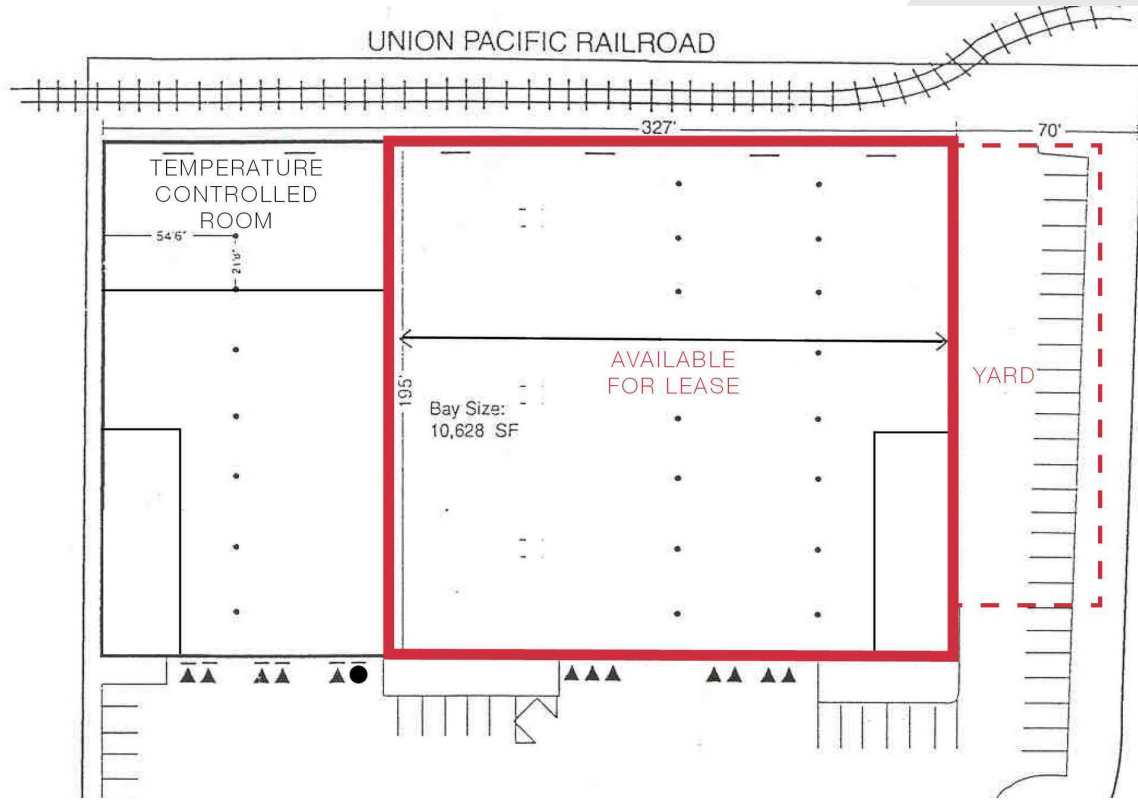 UNION PACIFIC RAILROAD
327'
70'
TEMPERATURE
CONTROLLED
ROOM
54'6"
21'8"
195'
AVAILABLE
FOR LEASE
YARD
Bay Size:
10,628 SF